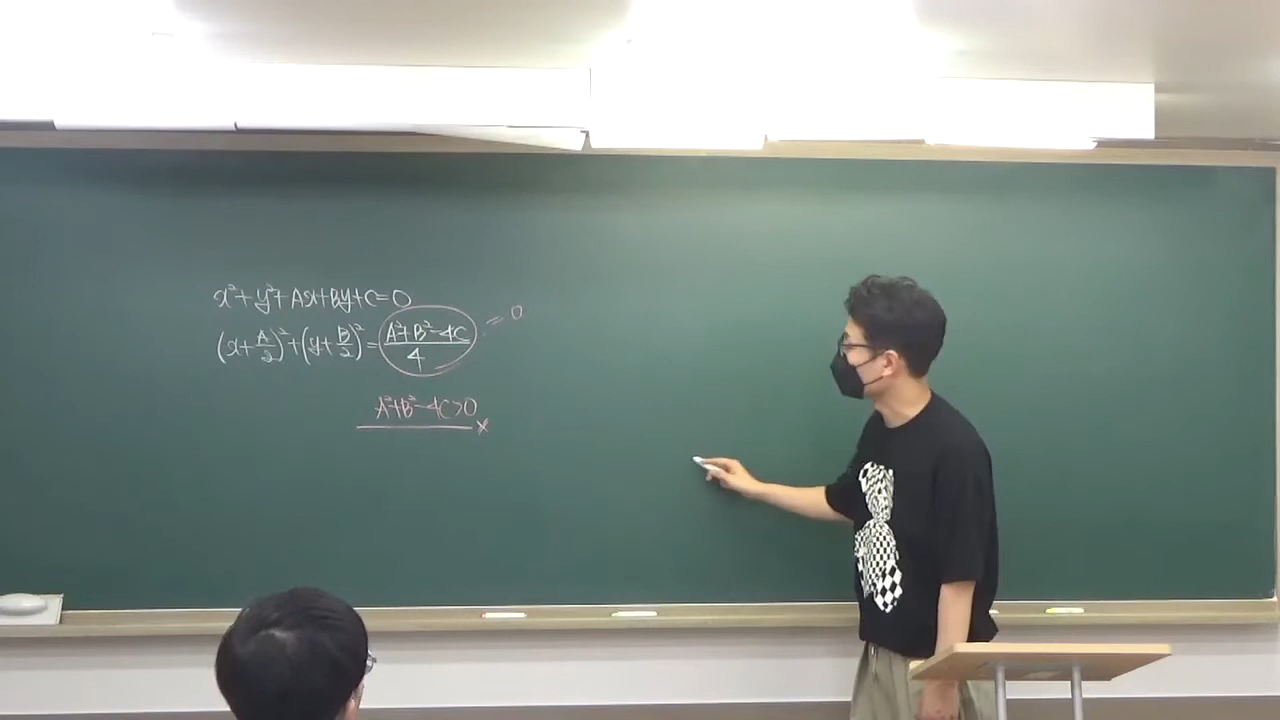 x²+y²+Ax+By+C=0
(x+A/2)²+(y+B/2)²=(A²+B²-4C)/4 = 0
A²+B²-4C>0